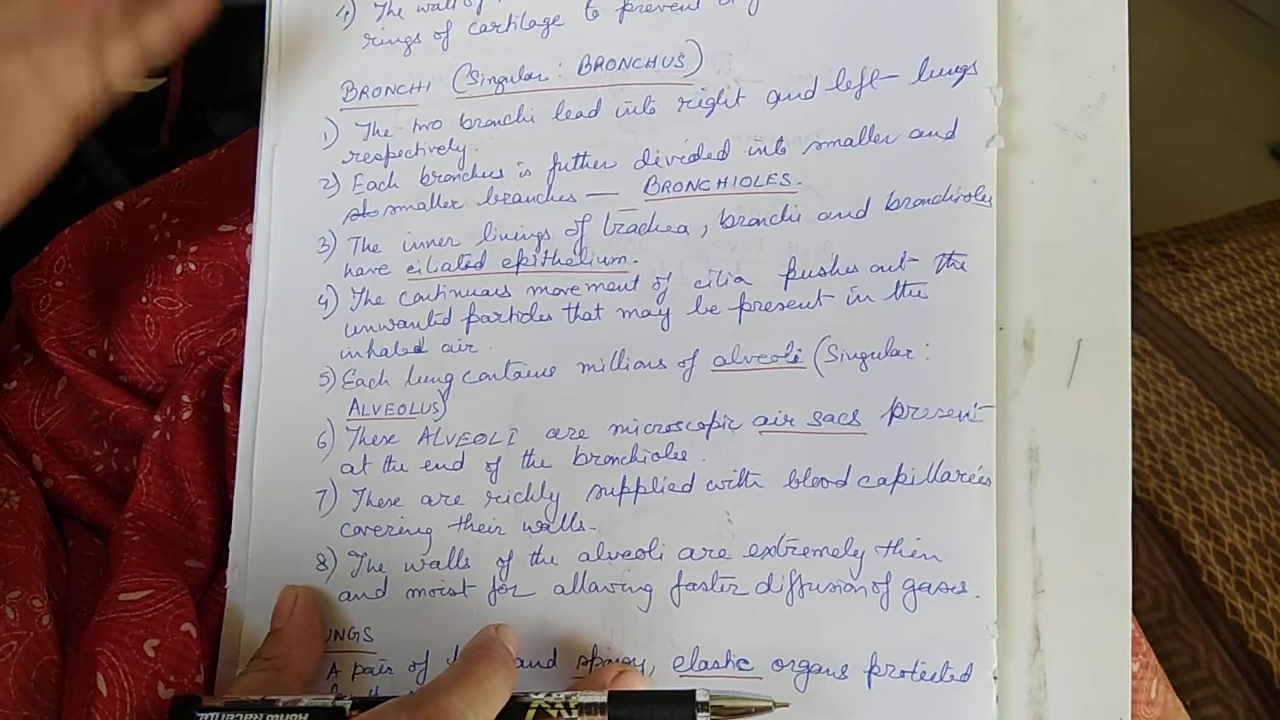 4) The wall of
rings of cartilage to prevent
BRONCHI (Singular: BRONCHUS)
1) The two bronchi lead into right and left lungs
respectively.
2) Each bronchus is futher divided into smaller and
smaller branches — BRONCHIOLES.
3) The inner linings of trachea, bronchi and bronchioles
have ciliated epithelium.
4) The continuous movement of cilia pushes out the
unwanted particles that may be present in the
inhaled air.
5) Each lung contains millions of alveoli (Singular:
ALVEOLUS)
6) These ALVEOLI are microscopic air sacs present
at the end of the bronchioles.
7) These are richly supplied with blood capillaries
covering their walls.
8) The walls of the alveoli are extremely thin
and moist for allowing faster diffusion of gases.
UNGS
A pair of and spongy, elastic organs protected